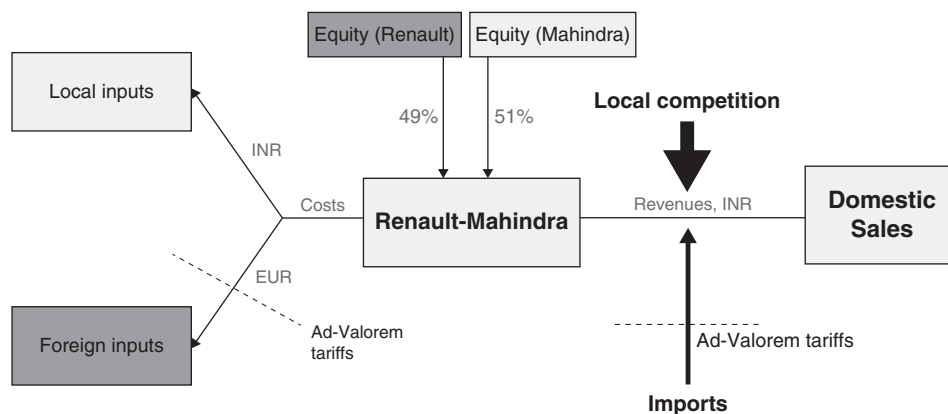 Equity (Renault)
Equity (Mahindra)
Local inputs
49%
51%
Local competition
INR
Costs
Renault-Mahindra
Revenues, INR
Domestic
Sales
EUR
Foreign inputs
Ad-Valorem
tariffs
Ad-Valorem tariffs
Imports